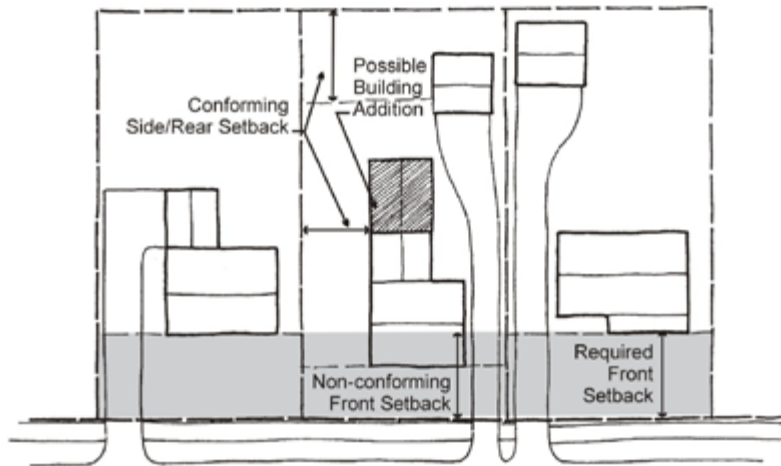 Possible
Building
Addition
Conforming
Side/Rear Setback
Non-conforming
Front Setback
Required
Front
Setback